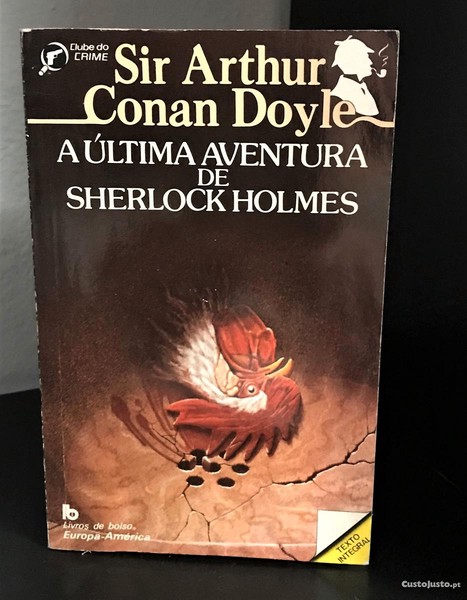 Clube do
CRIME
Sir Arthur
Conan Doyle
A ÚLTIMA AVENTURA
DE
SHERLOCK HOLMES
Livros de bolso
Europa-América
TEXTO
INTEGRAL
CustoJusto.pt